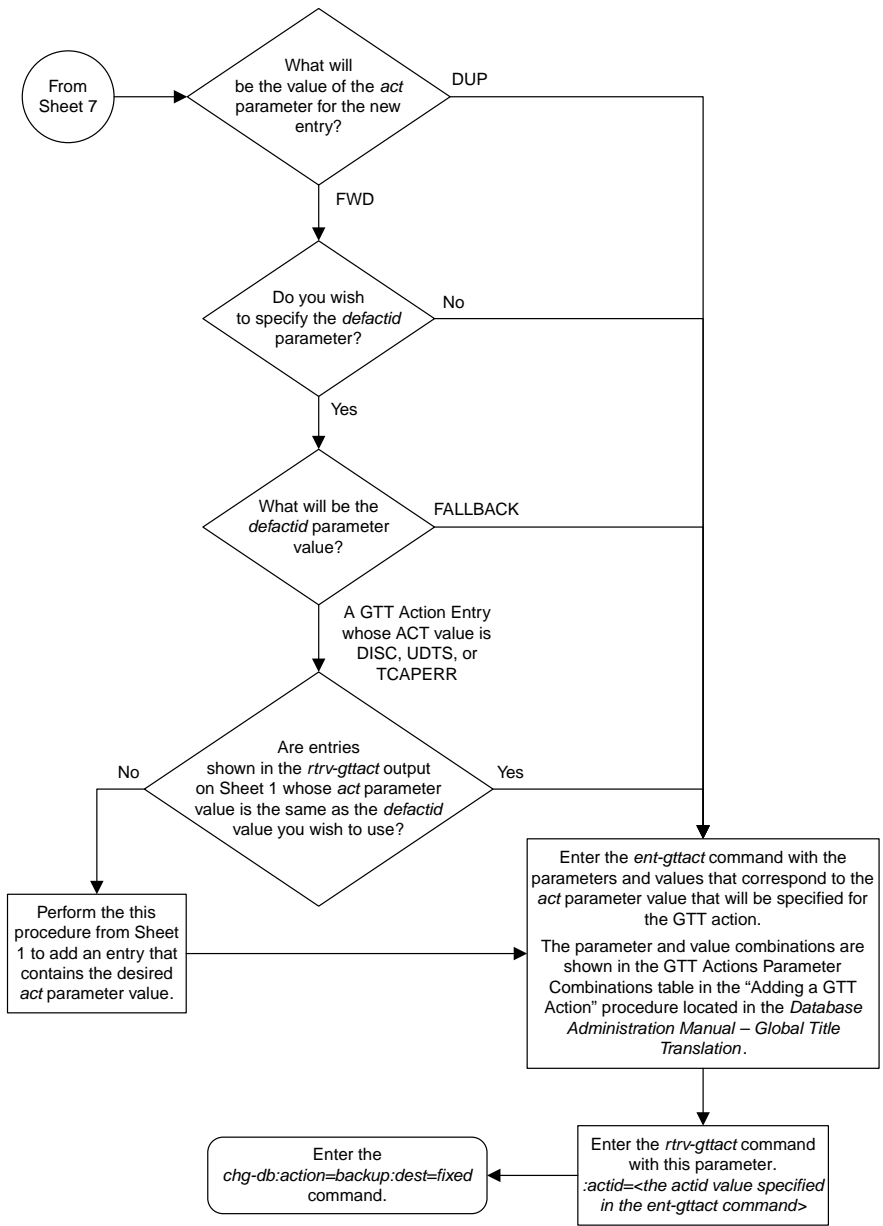 From
Sheet 7
What will
be the value of the act
parameter for the new
entry?
DUP
FWD
Do you wish
to specify the defactid
parameter?
No
Yes
What will be the
defactid parameter
value?
FALLBACK
A GTT Action Entry
whose ACT value is
DISC, UDTS, or
TCAPERR
Are entries
shown in the rtrv-gttact output
on Sheet 1 whose act parameter
value is the same as the defactid
value you wish to use?
No
Yes
Perform the this
procedure from Sheet
1 to add an entry that
contains the desired
act parameter value.
Enter the ent-gttact command with the
parameters and values that correspond to the
act parameter value that will be specified for
the GTT action.
The parameter and value combinations are
shown in the GTT Actions Parameter
Combinations table in the “Adding a GTT
Action” procedure located in the Database
Administration Manual – Global Title
Translation.
Enter the rtrv-gttact command
with this parameter.
:actid=<the actid value specified
in the ent-gttact command>
Enter the
chg-db:action=backup:dest=fixed
command.